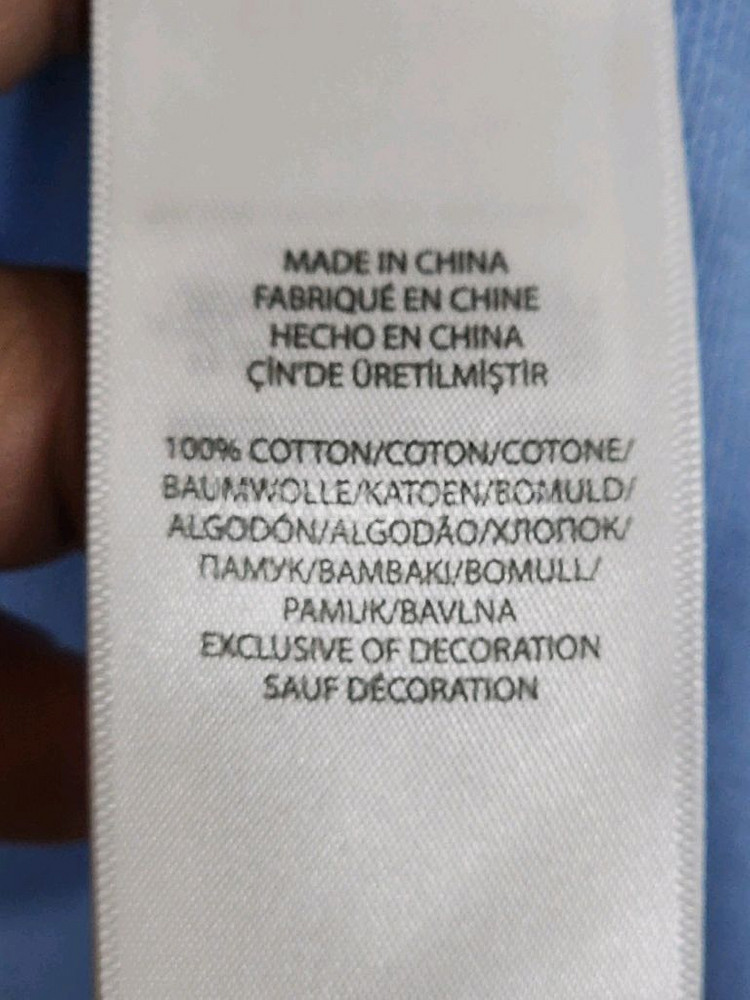 MADE IN CHINA
FABRIQUÉ EN CHINE
HECHO EN CHINA
ÇİN'DE ÜRETİLMİŞTİR
100% COTTON/COTON/COTONE/
BAUMWOLLE/KATOEN/BOMULD/
ALGODÓN/ALGODÃO/ХЛОПОК/
ПАМУК/BAMBAKI/BOMULL/
PAMUK/BAVLNA
EXCLUSIVE OF DECORATION
SAUF DÉCORATION